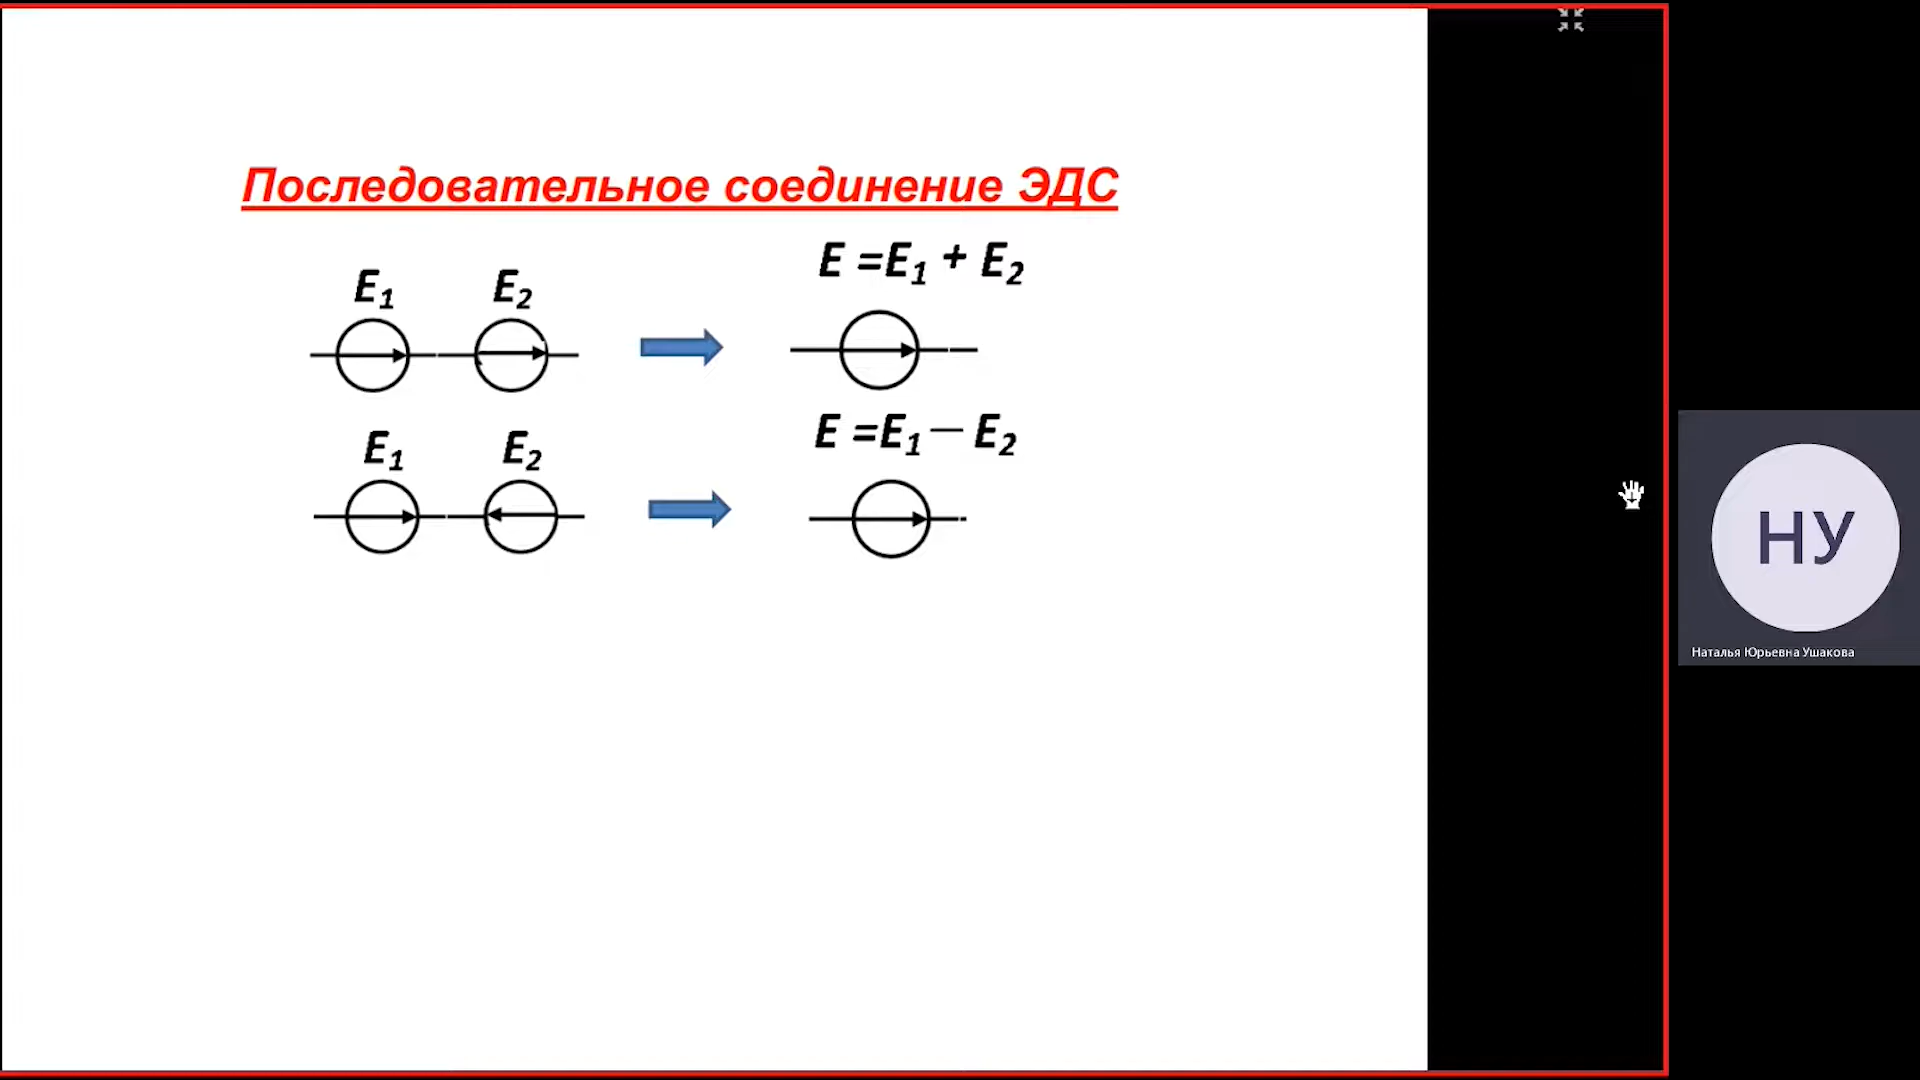 Последовательное соединение ЭДС
E =E₁ + E₂
E₁ E₂
E =E₁ — E₂
E₁ E₂
НУ
Наталья Юрьевна Ушакова